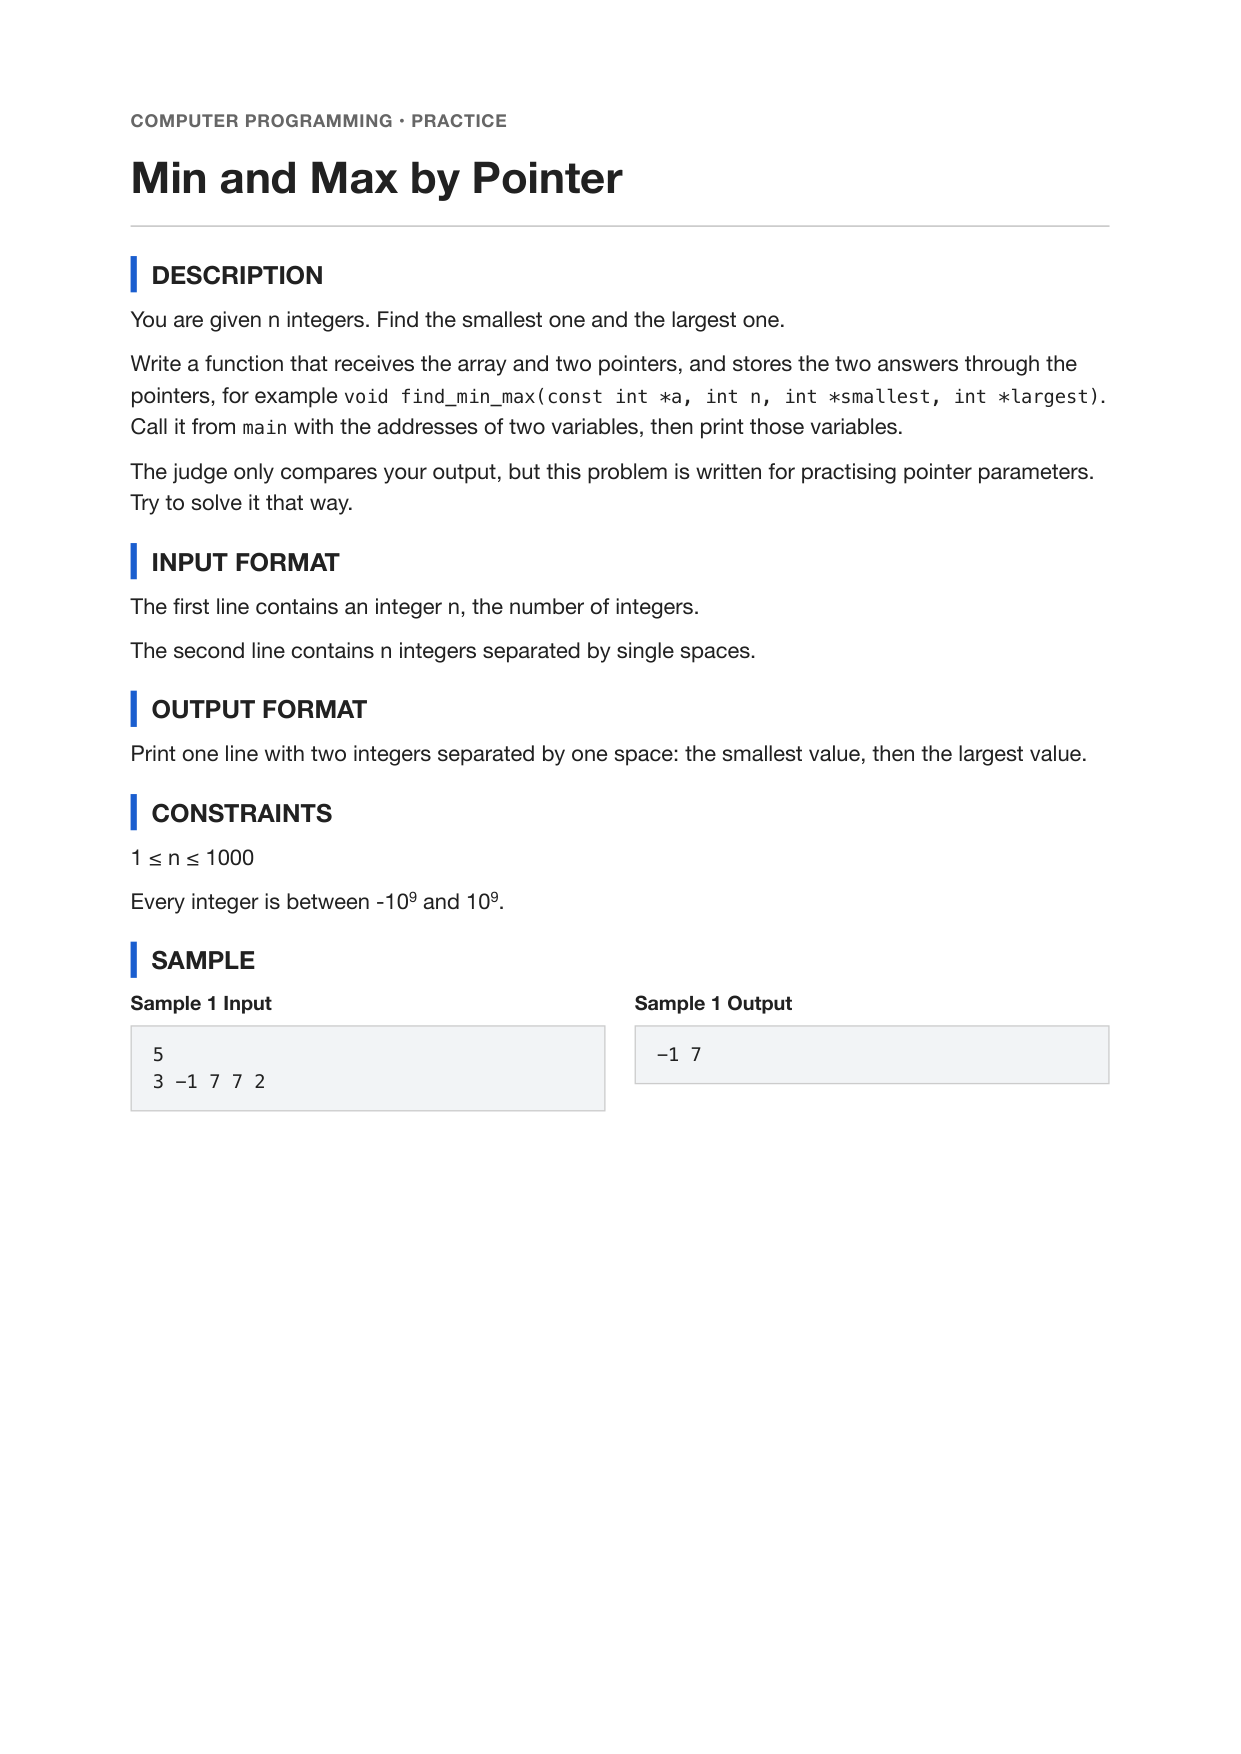 COMPUTER PROGRAMMING • PRACTICE
Min and Max by Pointer
DESCRIPTION
You are given n integers. Find the smallest one and the largest one.
Write a function that receives the array and two pointers, and stores the two answers through the
pointers, for example void find_min_max(const int *a, int n, int *smallest, int *largest).
Call it from main with the addresses of two variables, then print those variables.
The judge only compares your output, but this problem is written for practising pointer parameters.
Try to solve it that way.
INPUT FORMAT
The first line contains an integer n, the number of integers.
The second line contains n integers separated by single spaces.
OUTPUT FORMAT
Print one line with two integers separated by one space: the smallest value, then the largest value.
CONSTRAINTS
1 ≤ n ≤ 1000
Every integer is between -10⁹ and 10⁹.
SAMPLE
Sample 1 Input
5
3 −1 7 7 2
Sample 1 Output
−1 7